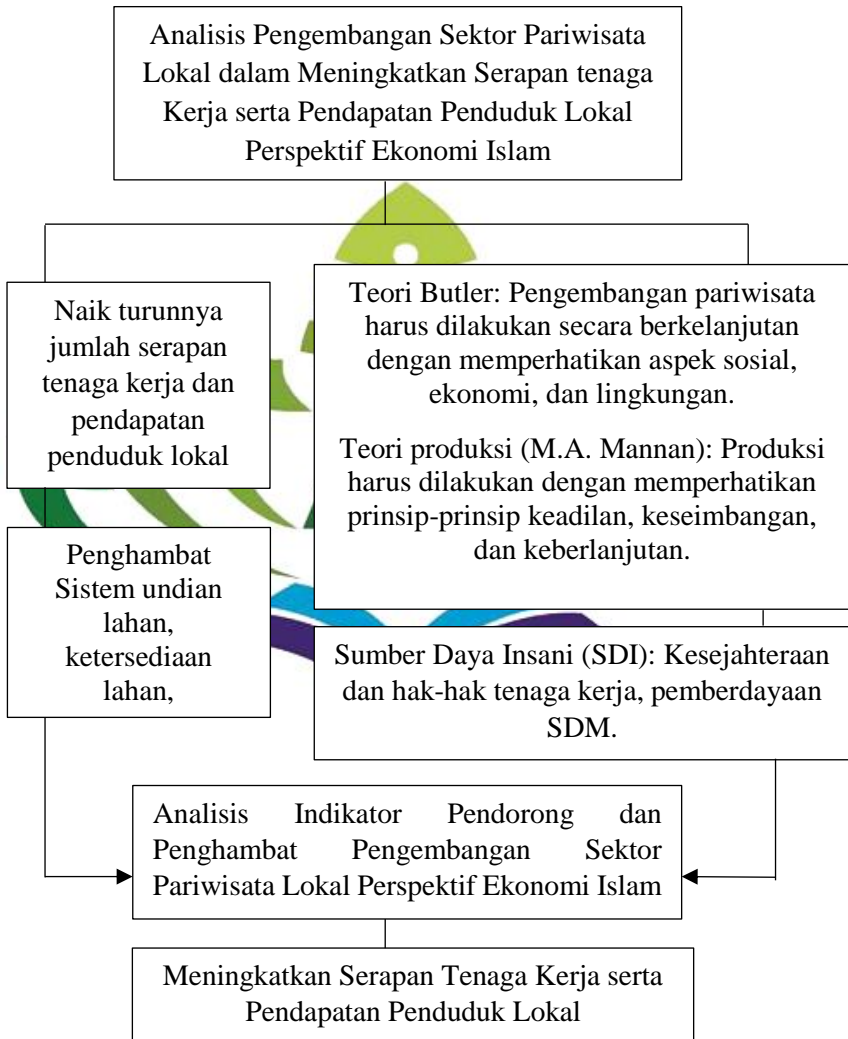 Analisis Pengembangan Sektor Pariwisata
Lokal dalam Meningkatkan Serapan tenaga
Kerja serta Pendapatan Penduduk Lokal
Perspektif Ekonomi Islam
Naik turunnya
jumlah serapan
tenaga kerja dan
pendapatan
penduduk lokal
Penghambat
Sistem undian
lahan,
ketersediaan
lahan,
Teori Butler: Pengembangan pariwisata
harus dilakukan secara berkelanjutan
dengan memperhatikan aspek sosial,
ekonomi, dan lingkungan.
Teori produksi (M.A. Mannan): Produksi
harus dilakukan dengan memperhatikan
prinsip-prinsip keadilan, keseimbangan,
dan keberlanjutan.
Sumber Daya Insani (SDI): Kesejahteraan
dan hak-hak tenaga kerja, pemberdayaan
SDM.
Analisis Indikator Pendorong dan
Penghambat Pengembangan Sektor
Pariwisata Lokal Perspektif Ekonomi Islam
Meningkatkan Serapan Tenaga Kerja serta
Pendapatan Penduduk Lokal